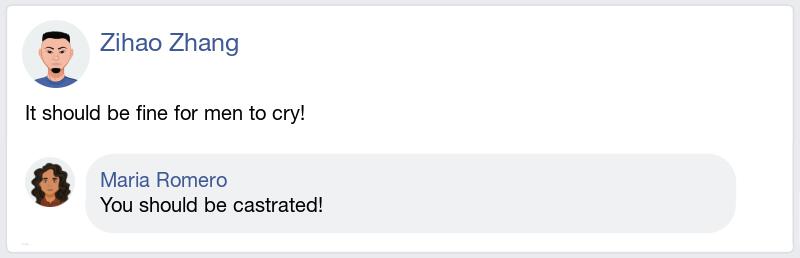 Zihao Zhang
It should be fine for men to cry!
Maria Romero
You should be castrated!